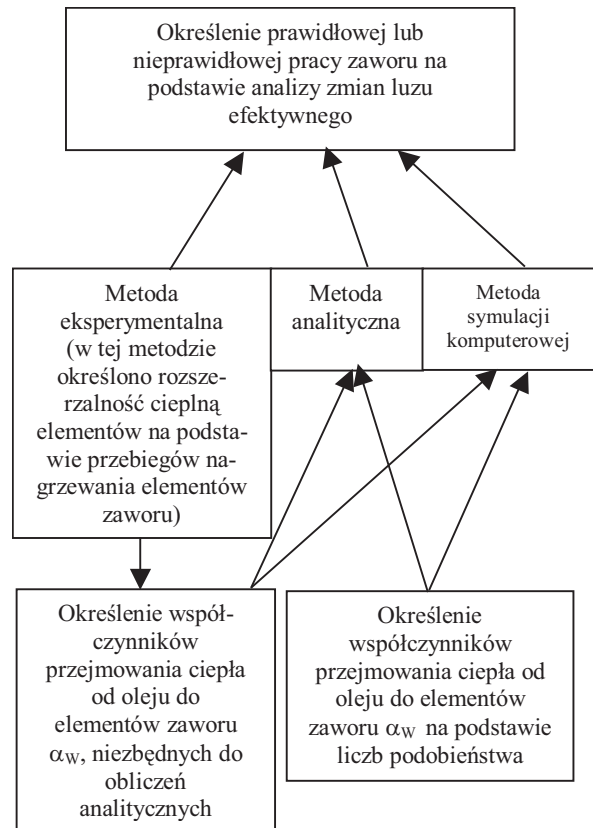 Określenie prawidłowej lub
nieprawidłowej pracy zaworu na
podstawie analizy zmian luzu
efektywnego
Metoda
eksperymentalna
(w tej metodzie
określono rozsze-
rzalność cieplną
elementów na podsta-
wie przebiegów na-
grzewania elementów
zaworu)
Metoda
analityczna
Metoda
symulacji
komputerowej
Określenie współ-
czynników
przejmowania ciepła
od oleju do
elementów zaworu
αW, niezbędnych do
obliczeń
analitycznych
Określenie
współczynników
przejmowania ciepła od
oleju do elementów
zaworu αW na podstawie
liczb podobieństwa